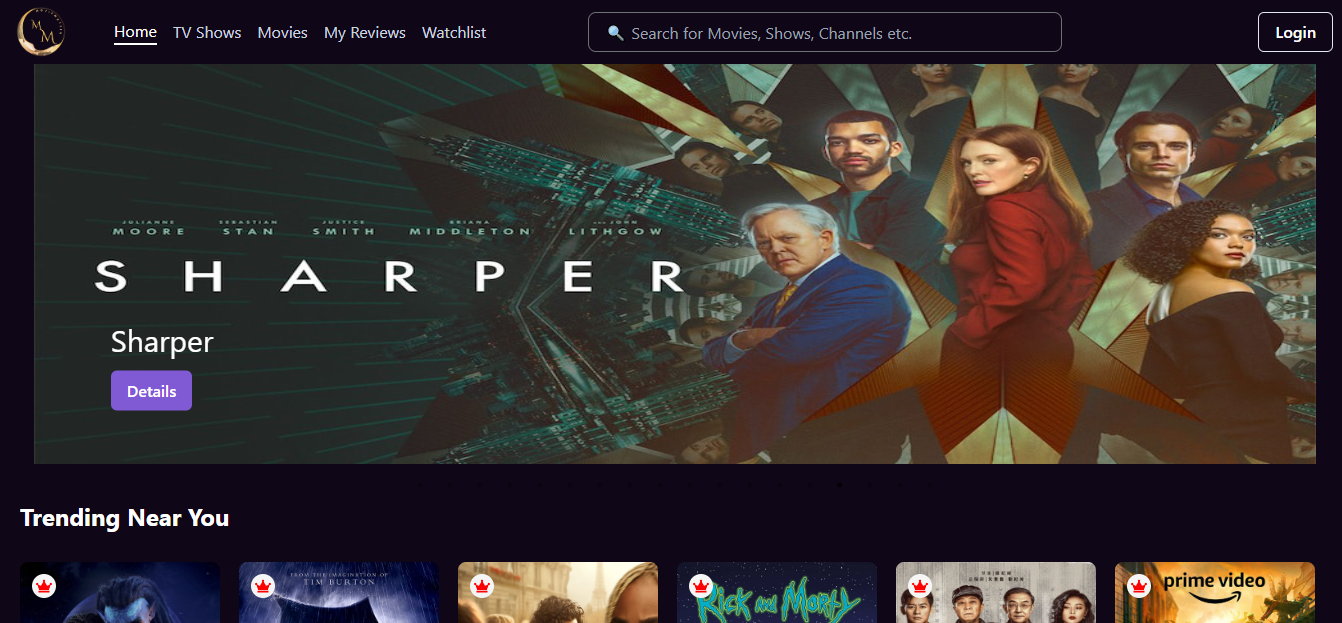 M
M
Home TV Shows Movies My Reviews Watchlist
Search for Movies, Shows, Channels etc.
Login
JULIANNE SEBASTIAN JUSTICE BRIANA AND JOHN
MOORE STAN SMITH MIDDLETON LITHGOW
SHARPER
Sharper
Details
Trending Near You
FROM THE IMAGINATION OF
TIM BURTON
Rick and Morty
prime video